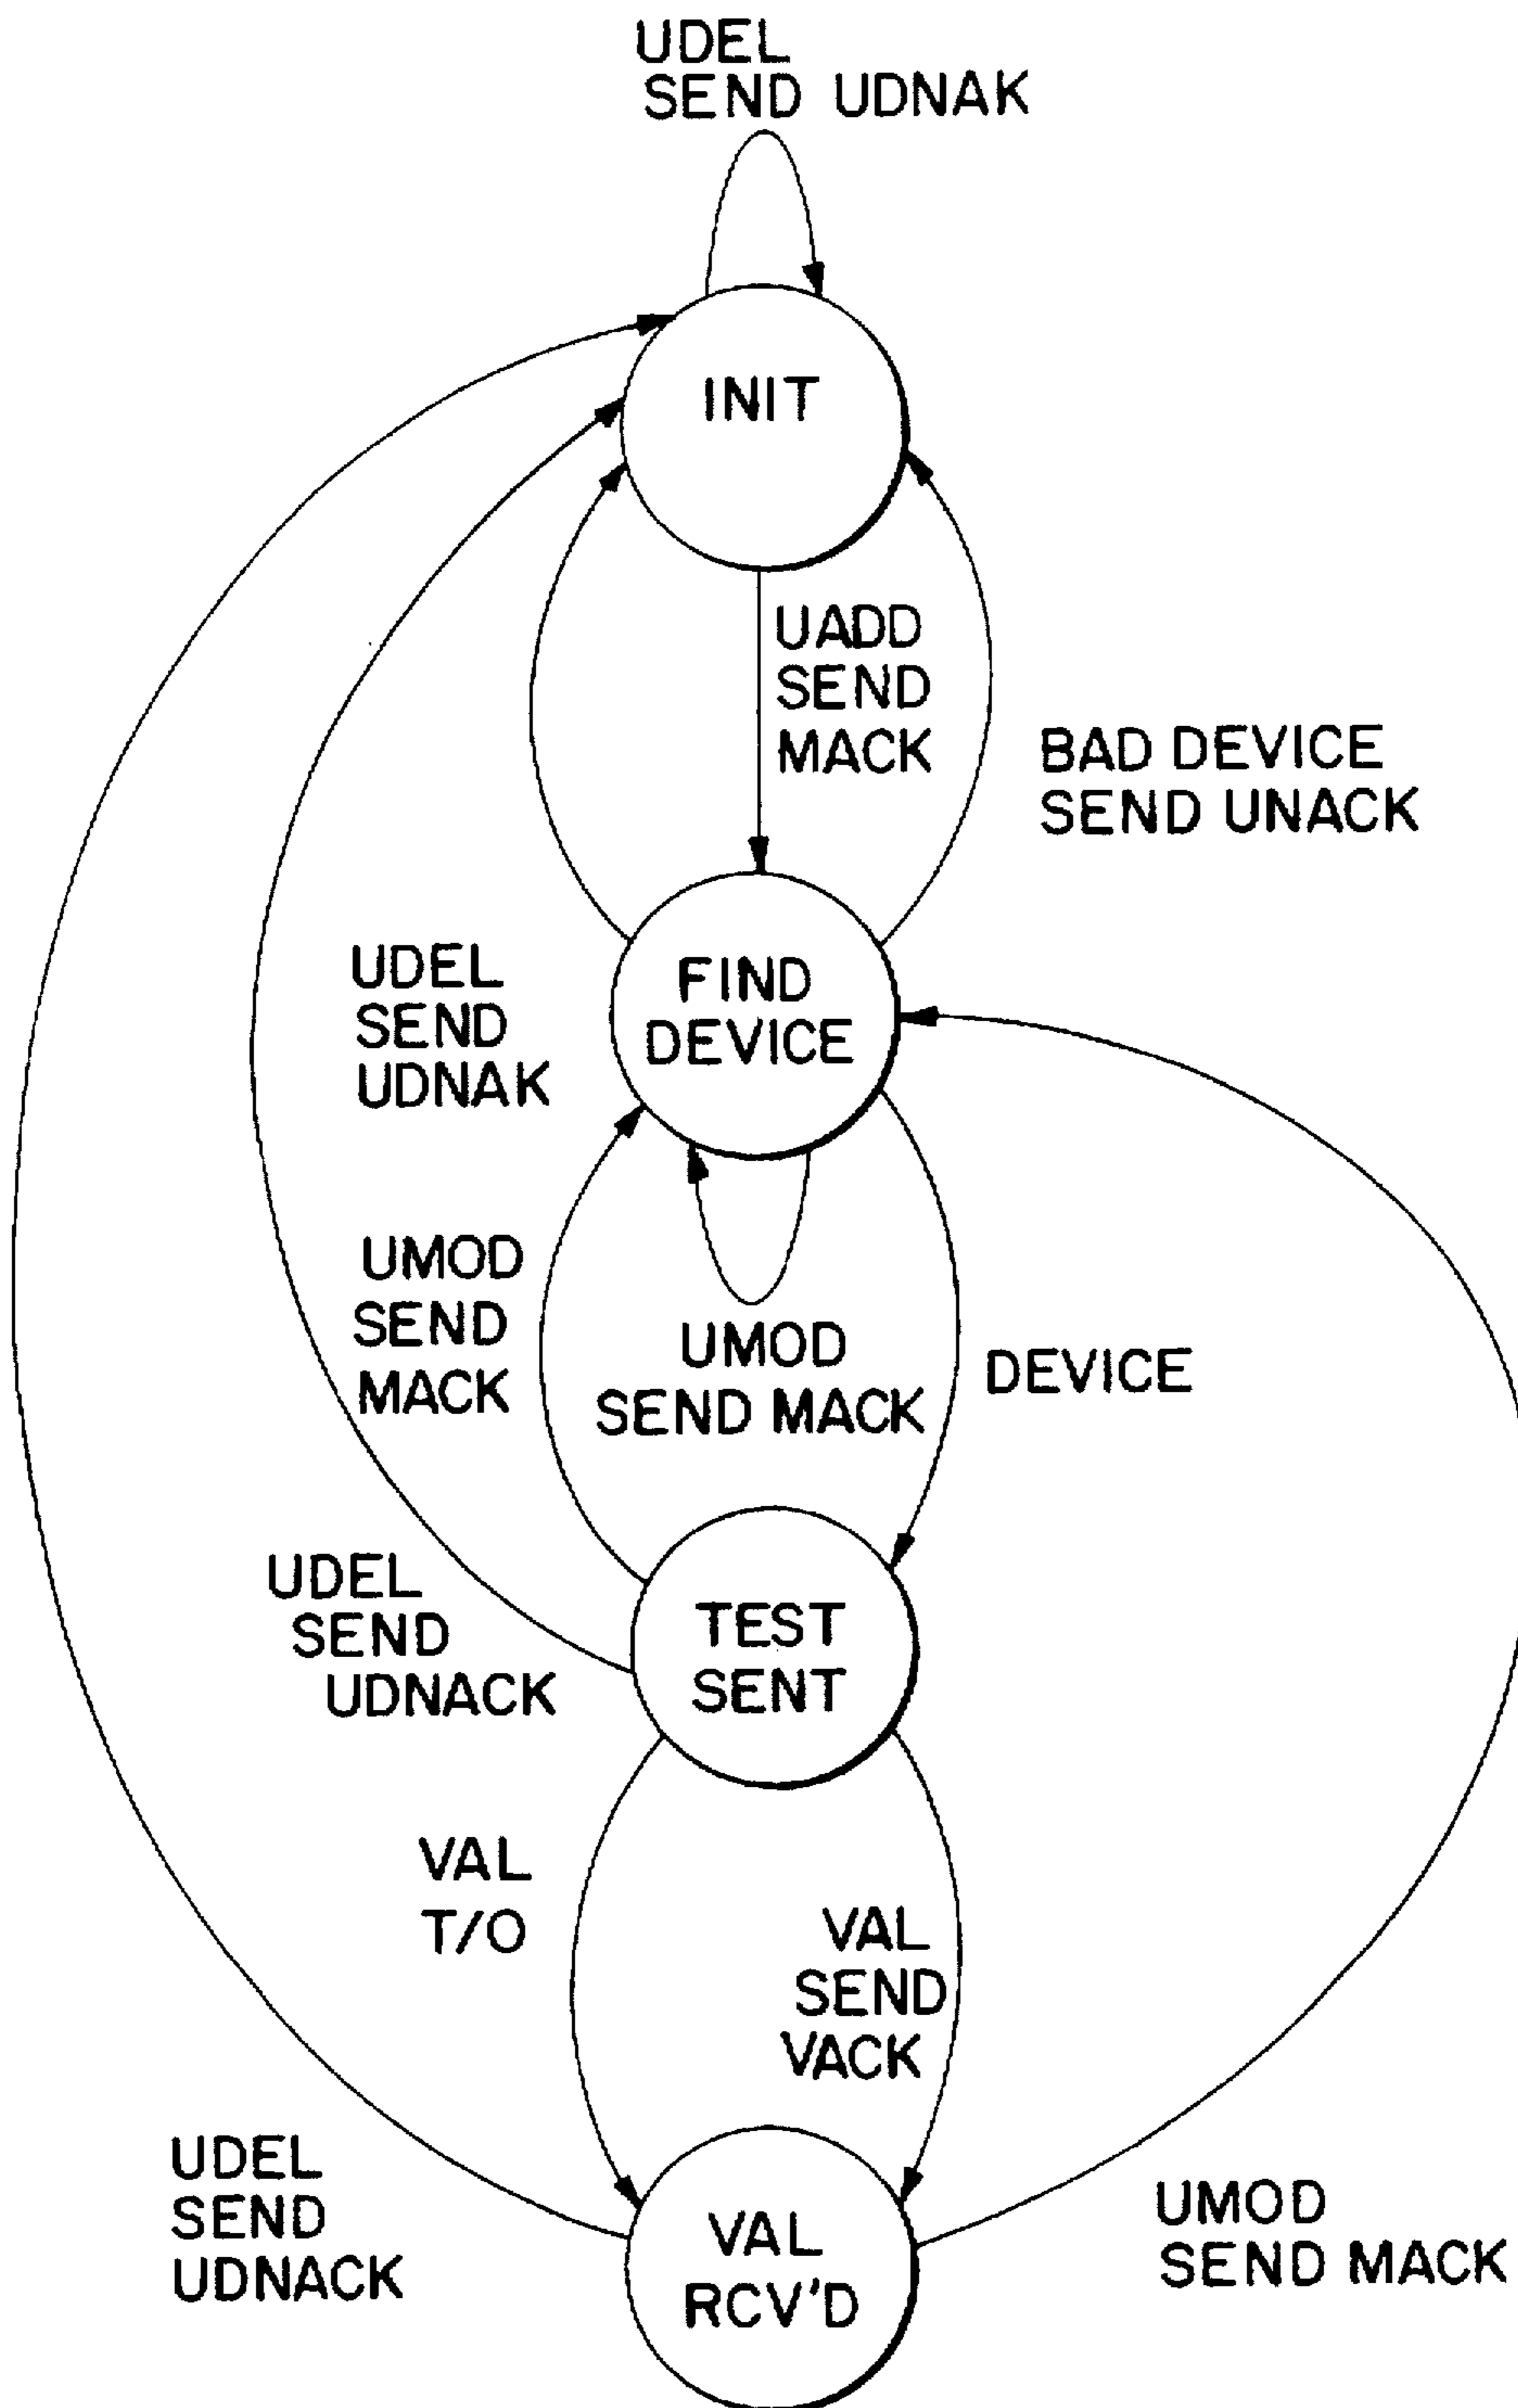 UDEL
SEND UDNAK
INIT
UADD
SEND
MACK
BAD DEVICE
SEND UNACK
UDEL
SEND
UDNAK
FIND
DEVICE
UMOD
SEND
MACK
UMOD
SEND MACK
DEVICE
UDEL
SEND
UDNACK
TEST
SENT
VAL
T/O
VAL
SEND
VACK
UDEL
SEND
UDNACK
VAL
RCV'D
UMOD
SEND MACK